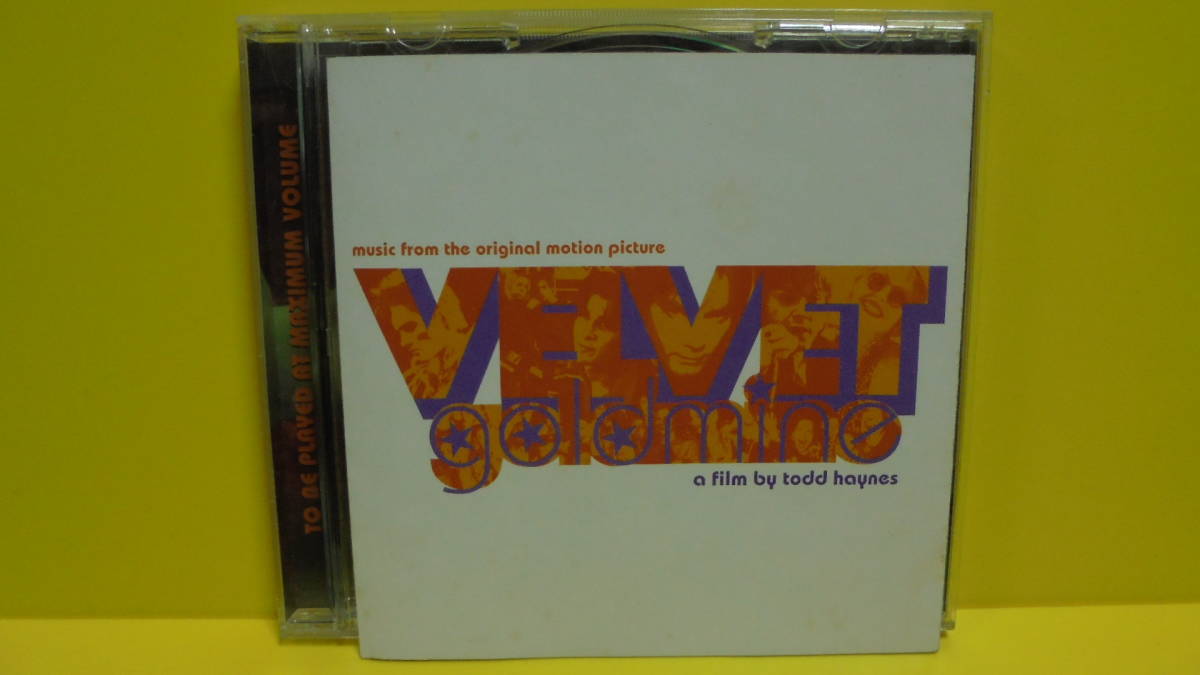 TO BE PLAYED AT MAXIMUM VOLUME
music from the original motion picture
VELVET
goldmine
a film by todd haynes